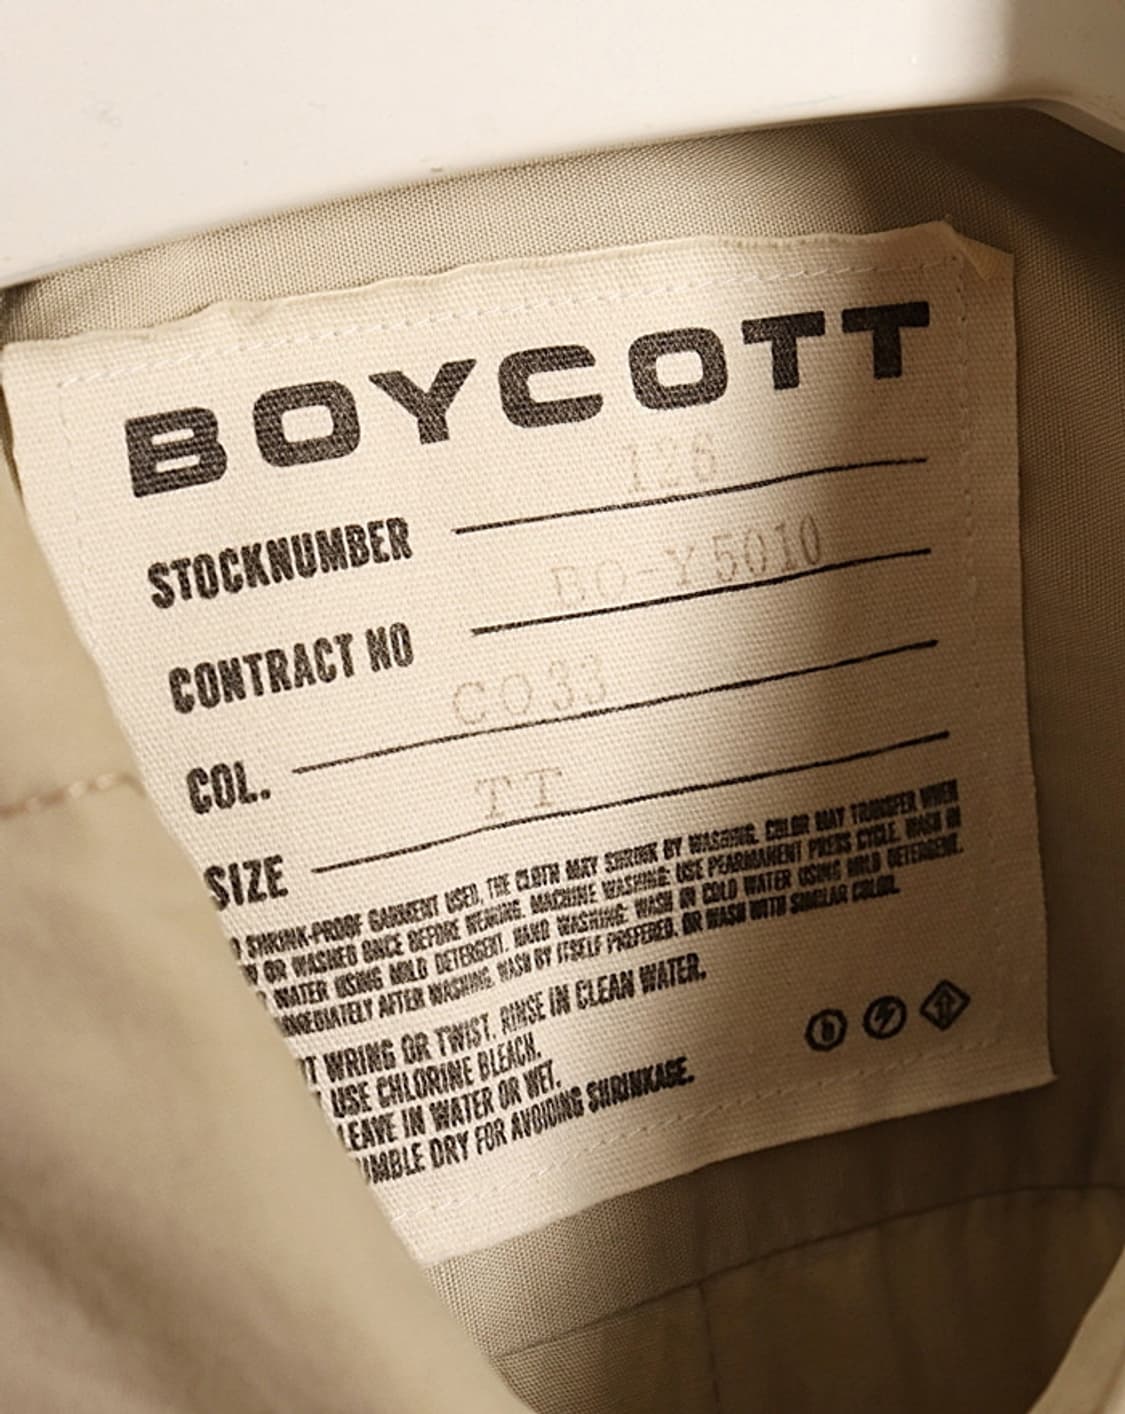 BOYCOTT
126
STOCKNUMBER
BO-Y5010
CONTRACT NO
CO33
COL.
TT
SIZE
SHRINK-PROOF GARMENT USED, THE CLOTH MAY SHRINK BY WASHING. COLOR MAY TRANSFER WHEN
OR WASHED ONCE BEFORE WEARING. MACHINE WASHING: USE PEARMANENT PRESS CYCLE. WASH IN
WATER USING MILD DETERGENT. HAND WASHING: WASH IN COLD WATER USING MILD DETERGENT.
IMMEDIATELY AFTER WASHING. WASH BY ITSELF PREFERED. OR WASH WITH SIMILAR COLOR.
WRING OR TWIST. RINSE IN CLEAN WATER.
USE CHLORINE BLEACH.
LEAVE IN WATER OR WET.
UMBLE DRY FOR AVOIDING SHRINKAGE.